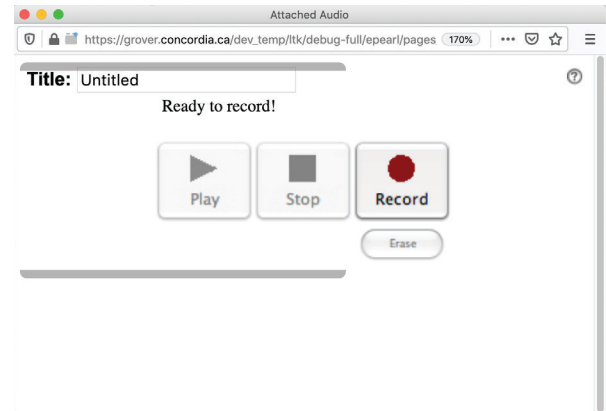 Attached Audio
https://grover.concordia.ca/dev_temp/ltk/debug-full/epearl/pages 170%
Title: Untitled
Ready to record!
Play Stop Record
Erase